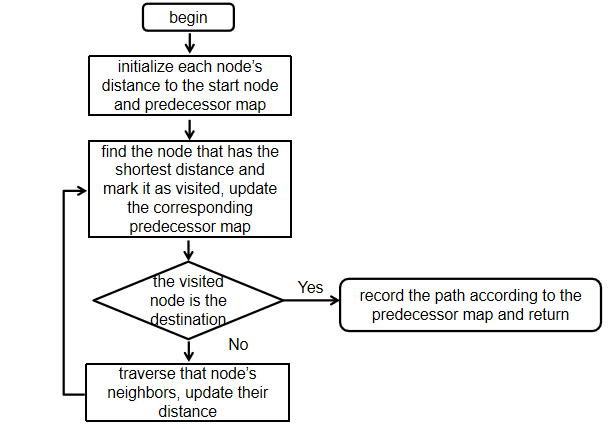 begin
initialize each node's
distance to the start node
and predecessor map
find the node that has the
shortest distance and
mark it as visited, update
the corresponding
predecessor map
the visited
node is the
destination
Yes
record the path according to the
predecessor map and return
No
traverse that node's
neighbors, update their
distance